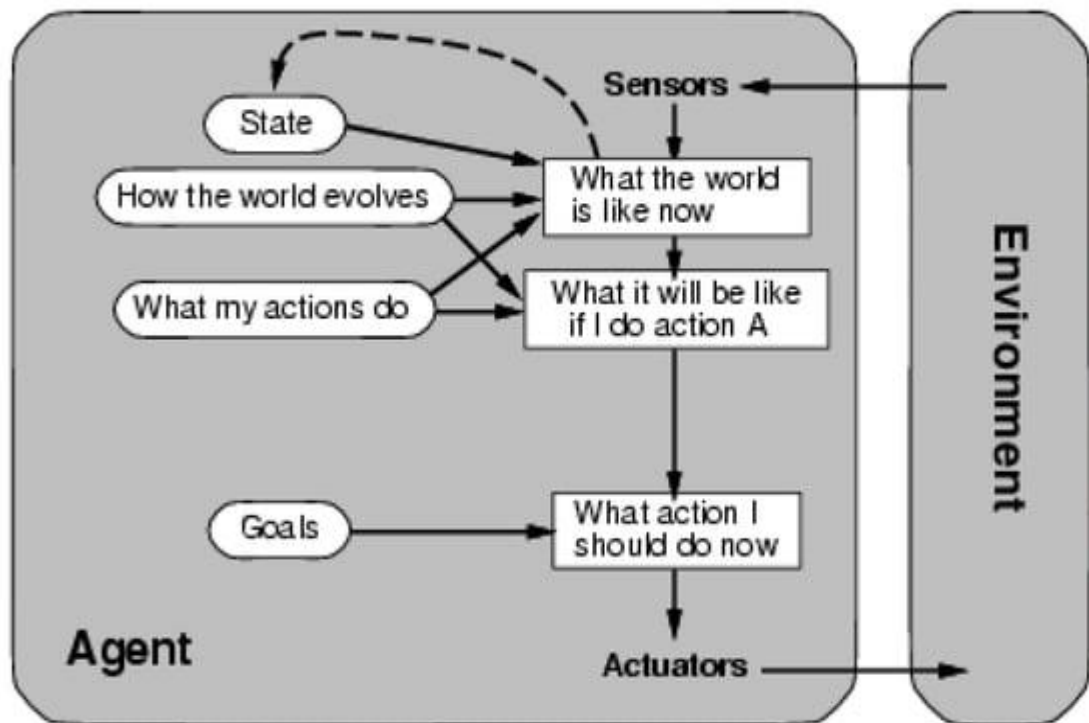 Sensors
State
What the world
is like now
How the world evolves
What it will be like
if I do action A
What my actions do
Goals
What action I
should do now
Agent
Actuators
Environment